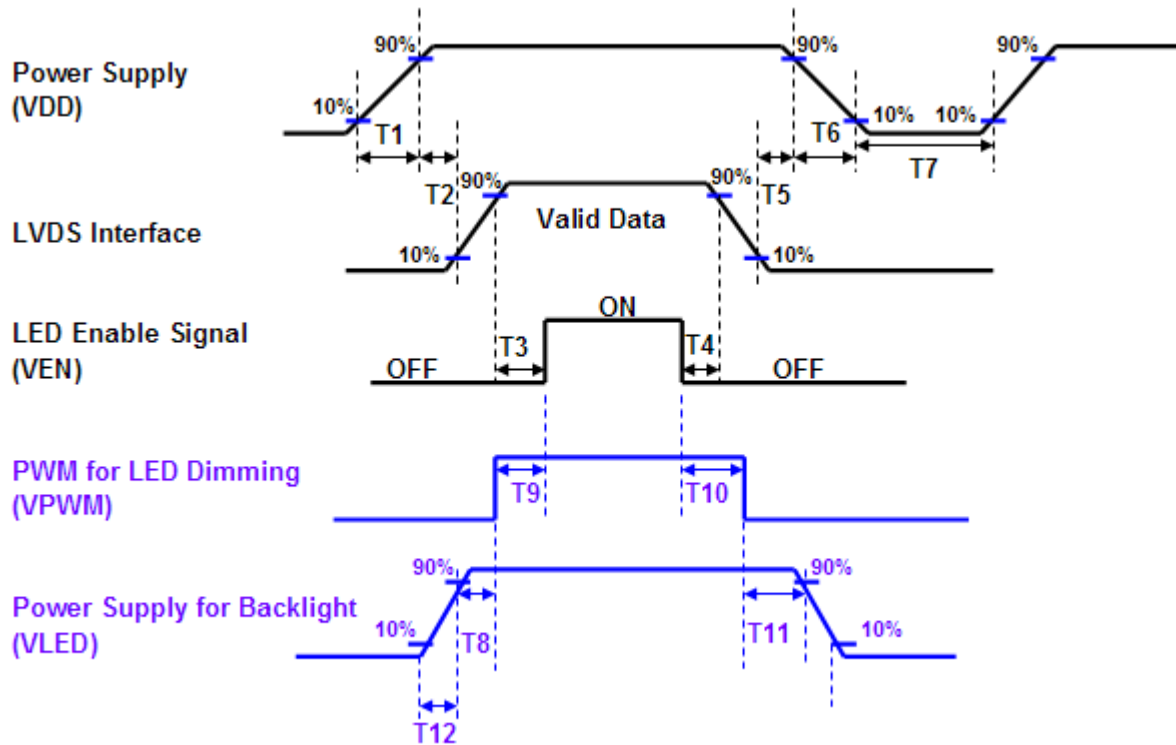 90% 90% 90%
Power Supply
(VDD)
10% 10% 10%
T1 T6
T7
90% T2 90% T5
Valid Data
LVDS Interface
10% 10%
ON
LED Enable Signal
(VEN)
T3 T4
OFF OFF
PWM for LED Dimming
(VPWM)
T9 T10
90% 90%
Power Supply for Backlight
(VLED)
10% T8 T11 10%
T12